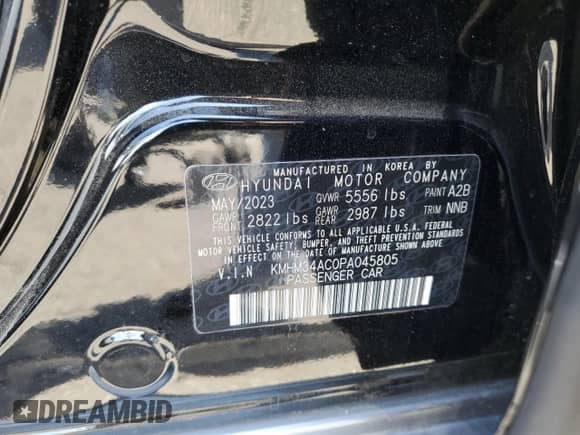 MANUFACTURED IN KOREA BY
HYUNDAI MOTOR COMPANY
MAY/2023 GVWR 5556 lbs PAINT A2B
GAWR FRONT 2822 lbs GAWR REAR 2987 lbs TRIM NNB
THIS VEHICLE CONFORMS TO ALL APPLICABLE U.S.A. FEDERAL
MOTOR VEHICLE SAFETY, BUMPER, AND THEFT PREVENTION STANDARDS
IN EFFECT ON THE DATE OF MANUFACTURE SHOWN ABOVE.
V.I.N KMHM34AC0PA045805
PASSENGER CAR
DREAMBID